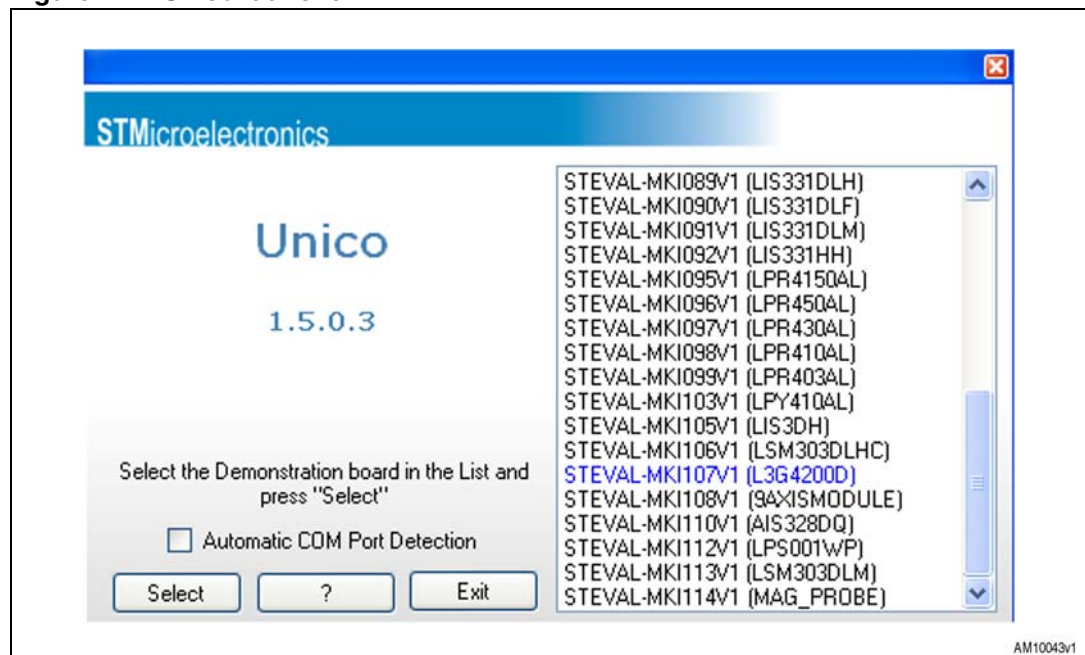 STMicroelectronics
Unico
1.5.0.3
Select the Demonstration board in the List and
press "Select"
Automatic COM Port Detection
Select
?
Exit
STEVAL-MKI089V1 (LIS331DLH)
STEVAL-MKI090V1 (LIS331DLF)
STEVAL-MKI091V1 (LIS331DLM)
STEVAL-MKI092V1 (LIS331HH)
STEVAL-MKI095V1 (LPR4150AL)
STEVAL-MKI096V1 (LPR450AL)
STEVAL-MKI097V1 (LPR430AL)
STEVAL-MKI098V1 (LPR410AL)
STEVAL-MKI099V1 (LPR403AL)
STEVAL-MKI103V1 (LPY410AL)
STEVAL-MKI105V1 (LIS3DH)
STEVAL-MKI106V1 (LSM303DLHC)
STEVAL-MKI107V1 (L3G4200D)
STEVAL-MKI108V1 (9AXISMODULE)
STEVAL-MKI110V1 (AIS328DQ)
STEVAL-MKI112V1 (LPS001WP)
STEVAL-MKI113V1 (LSM303DLM)
STEVAL-MKI114V1 (MAG_PROBE)
AM10043v1